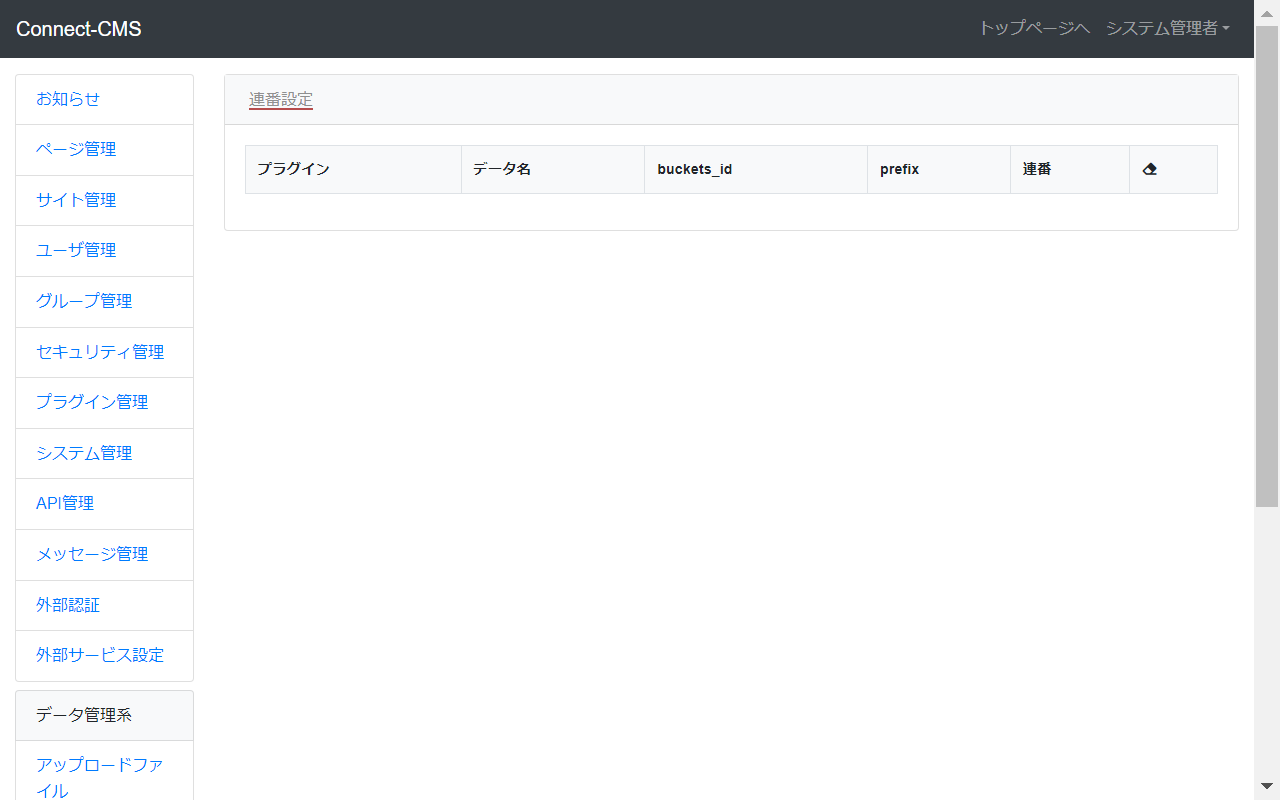 Connect-CMS
トップページへ システム管理者
お知らせ
ページ管理
サイト管理
ユーザ管理
グループ管理
セキュリティ管理
プラグイン管理
システム管理
API管理
メッセージ管理
外部認証
外部サービス設定
データ管理系
アップロードファ
イル
連番設定
プラグイン データ名 buckets_id prefix 連番